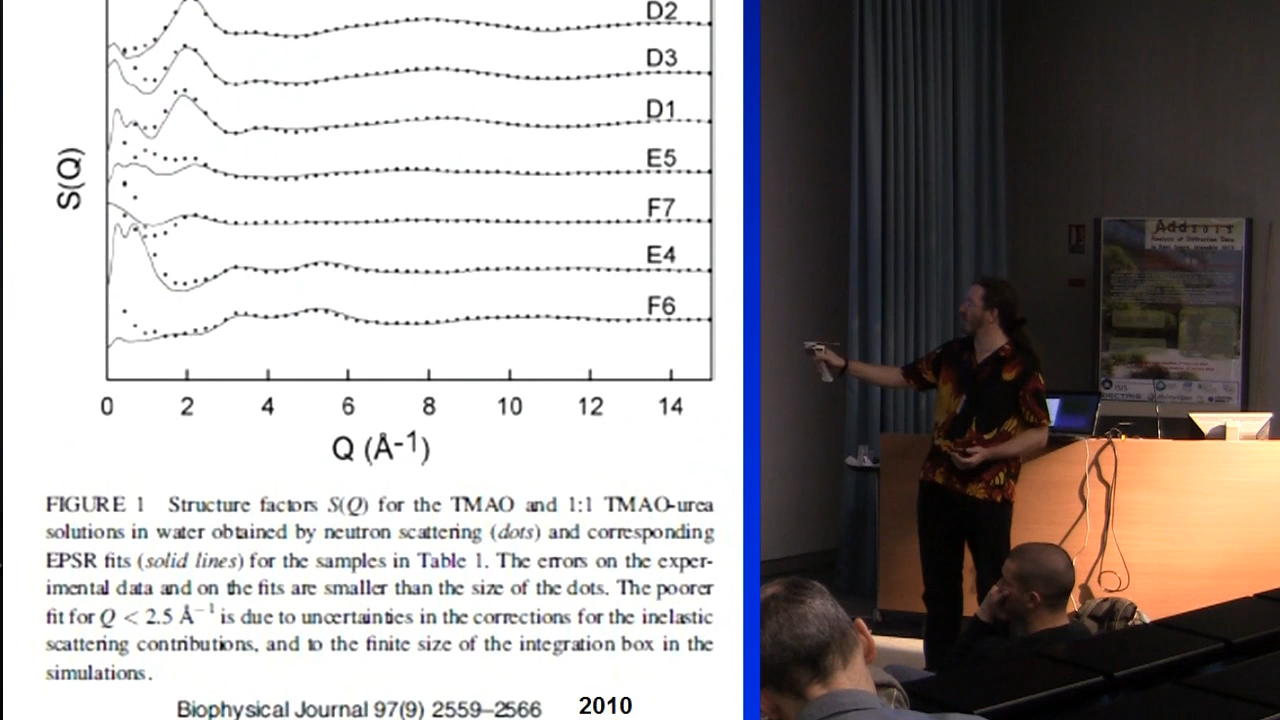 D2
D3
D1
E5
F7
E4
F6
S(Q)
0 2 4 6 8 10 12 14
Q (Å-1)
FIGURE 1 Structure factors S(Q) for the TMAO and 1:1 TMAO-urea
solutions in water obtained by neutron scattering (dots) and corresponding
EPSR fits (solid lines) for the samples in Table 1. The errors on the exper-
imental data and on the fits are smaller than the size of the dots. The poorer
fit for Q < 2.5 Å−1 is due to uncertainties in the corrections for the inelastic
scattering contributions, and to the finite size of the integration box in the
simulations.
Biophysical Journal 97(9) 2559–2566 2010
Analysis of Diffraction Data
ISIS